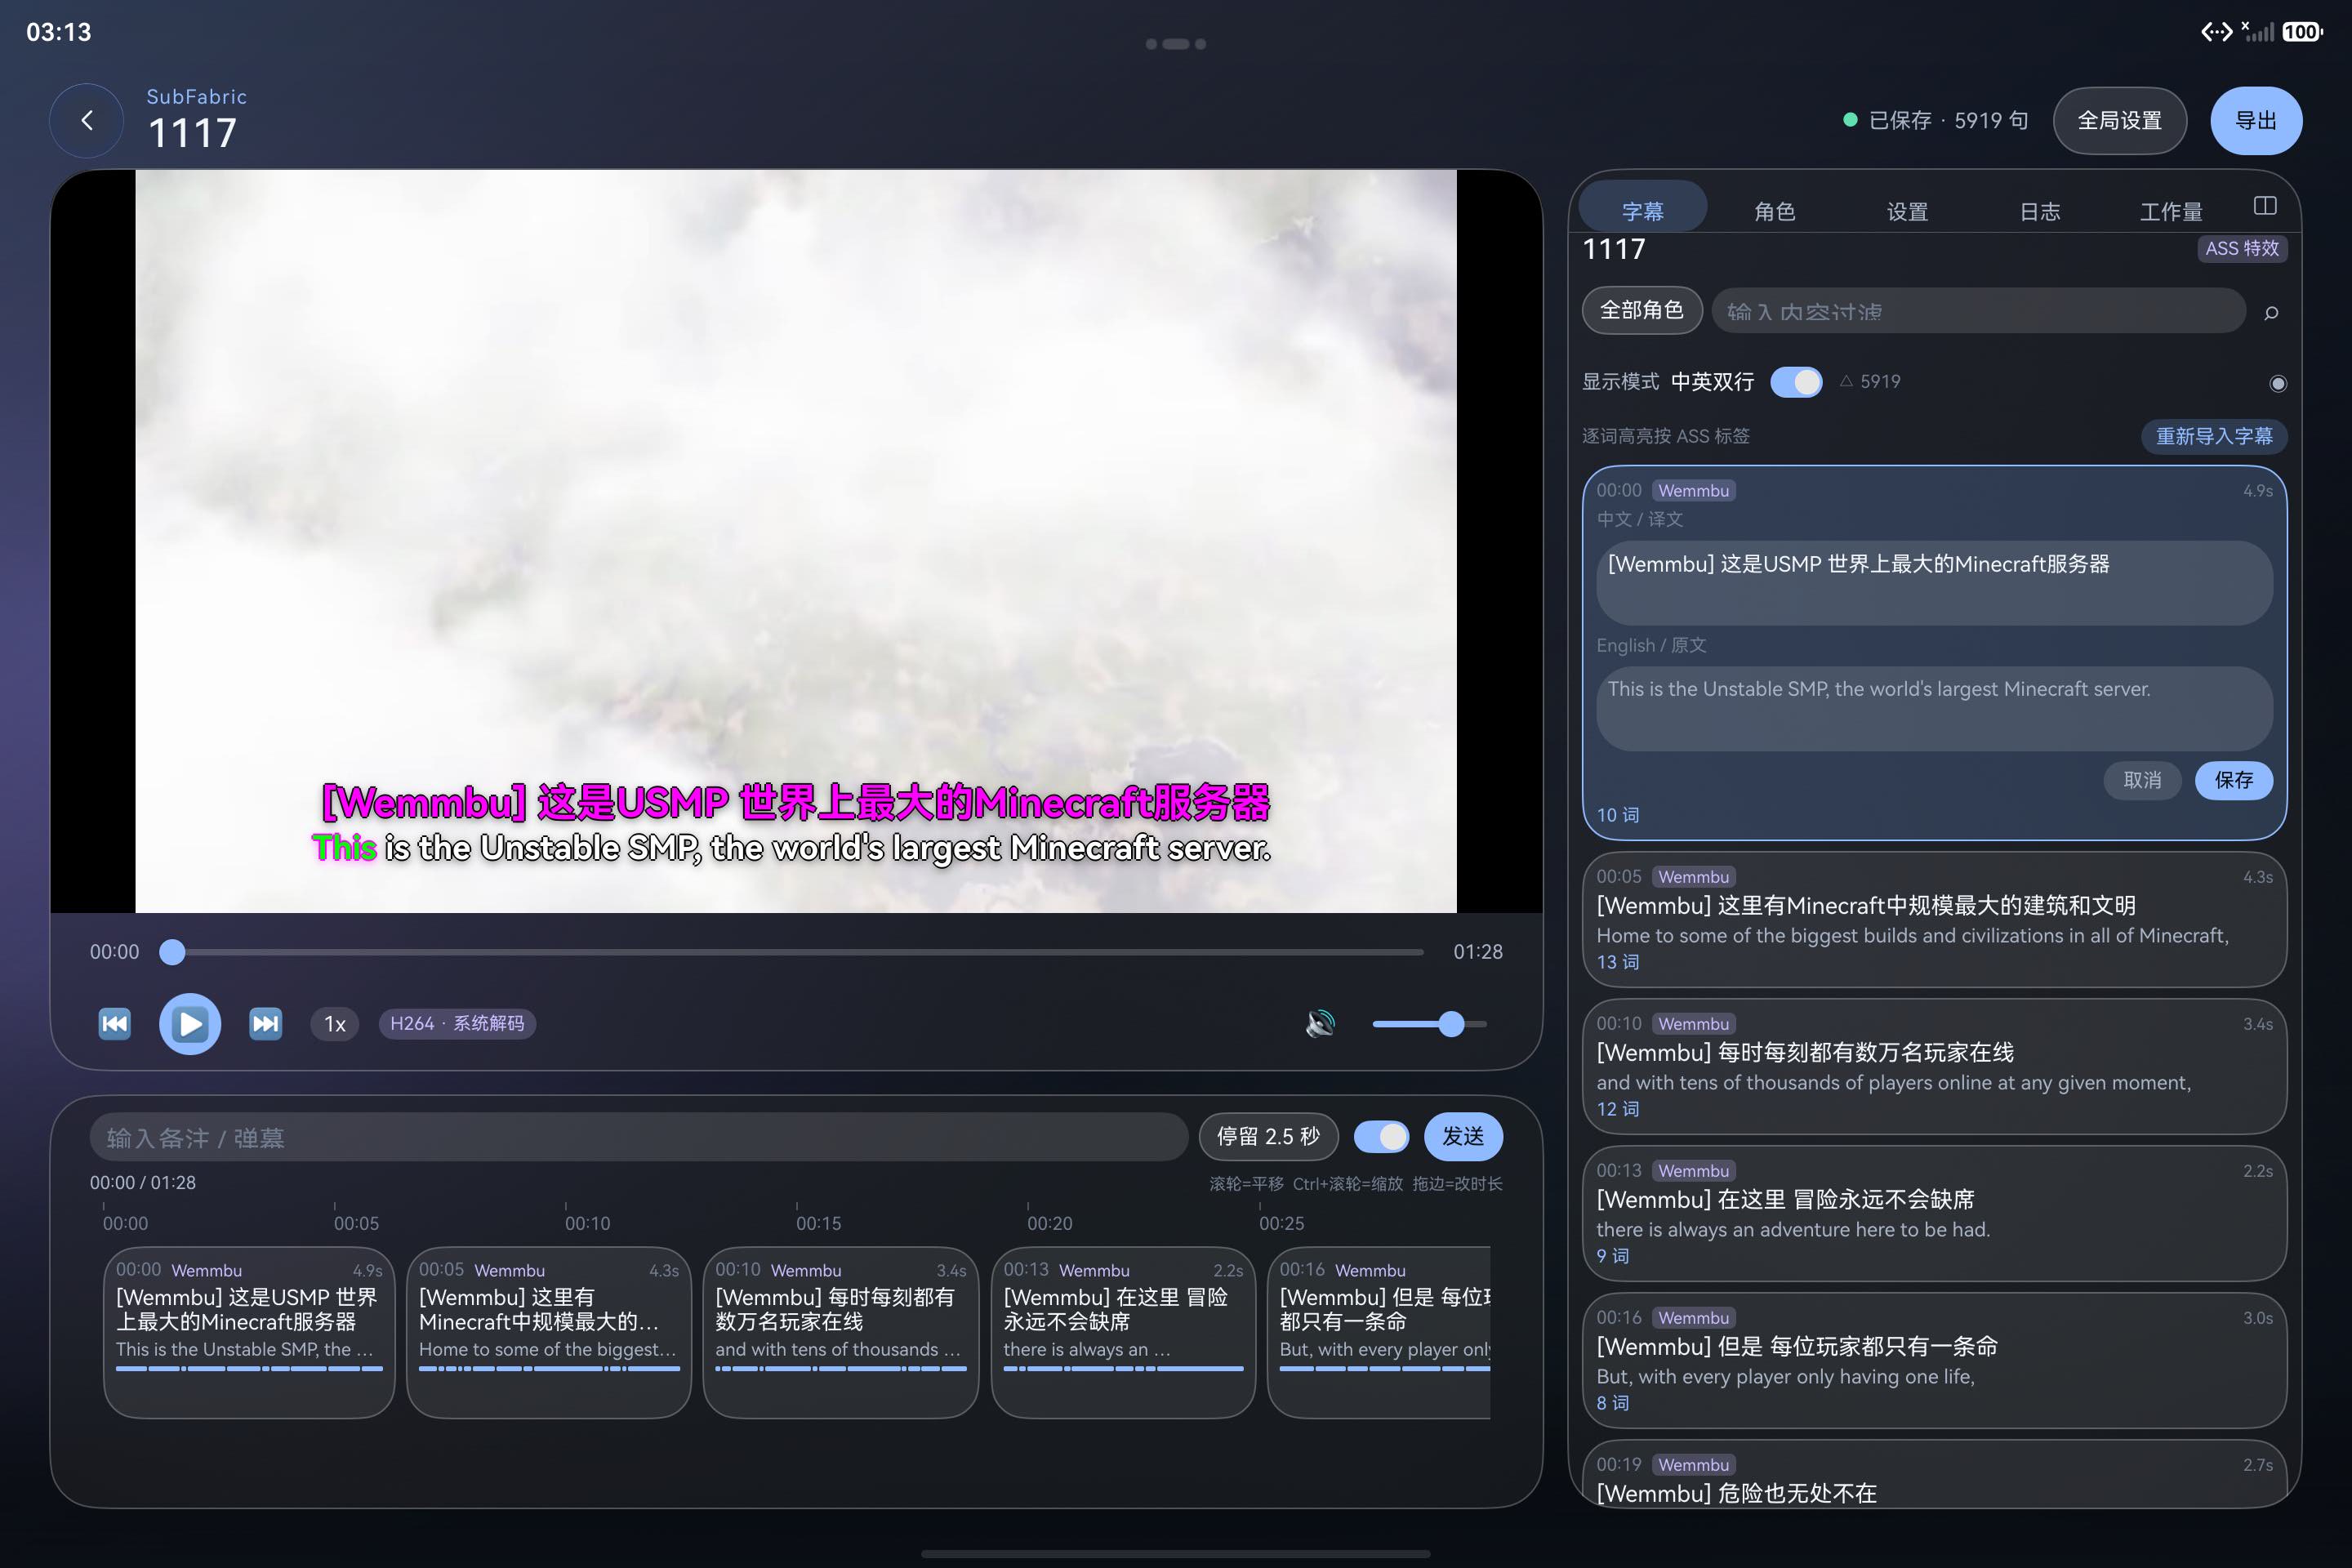 03:13
100
SubFabric
1117
已保存 · 5919 句
全局设置
导出
[Wemmbu] 这是USMP 世界上最大的Minecraft服务器
This is the Unstable SMP, the world's largest Minecraft server.
00:00
01:28
1x
H264 · 系统解码
输入备注 / 弹幕
停留 2.5 秒
发送
00:00 / 01:28
滚轮=平移 Ctrl+滚轮=缩放 拖边=改时长
00:00
00:05
00:10
00:15
00:20
00:25
00:00 Wemmbu 4.9s
[Wemmbu] 这是USMP 世界
上最大的Minecraft服务器
This is the Unstable SMP, the ...
00:05 Wemmbu 4.3s
[Wemmbu] 这里有
Minecraft中规模最大的...
Home to some of the biggest...
00:10 Wemmbu 3.4s
[Wemmbu] 每时每刻都有
数万名玩家在线
and with tens of thousands ...
00:13 Wemmbu 2.2s
[Wemmbu] 在这里 冒险
永远不会缺席
there is always an ...
00:16 Wemmbu
[Wemmbu] 但是 每位
都只有一条命
But, with every player only
字幕
角色
设置
日志
工作量
1117
ASS 特效
全部角色
输入内容过滤
显示模式 中英双行
△ 5919
逐词高亮按 ASS 标签
重新导入字幕
00:00 Wemmbu 4.9s
中文 / 译文
[Wemmbu] 这是USMP 世界上最大的Minecraft服务器
English / 原文
This is the Unstable SMP, the world's largest Minecraft server.
取消
保存
10 词
00:05 Wemmbu 4.3s
[Wemmbu] 这里有Minecraft中规模最大的建筑和文明
Home to some of the biggest builds and civilizations in all of Minecraft,
13 词
00:10 Wemmbu 3.4s
[Wemmbu] 每时每刻都有数万名玩家在线
and with tens of thousands of players online at any given moment,
12 词
00:13 Wemmbu 2.2s
[Wemmbu] 在这里 冒险永远不会缺席
there is always an adventure here to be had.
9 词
00:16 Wemmbu 3.0s
[Wemmbu] 但是 每位玩家都只有一条命
But, with every player only having one life,
8 词
00:19 Wemmbu 2.7s
[Wemmbu] 危险也无处不在